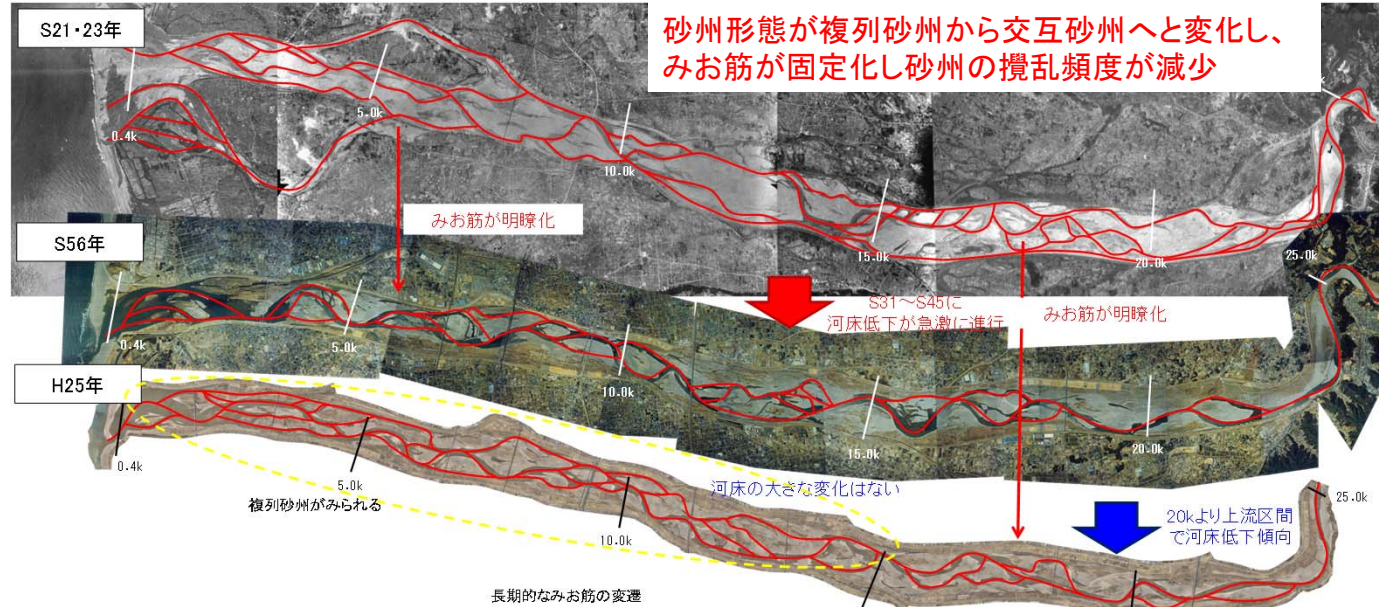 砂州形態が複列砂州から交互砂州へと変化し、
みお筋が固定化し砂州の攪乱頻度が減少
S21・23年
0.4k
5.0k
10.0k
15.0k
20.0k
25.0k
みお筋が明瞭化
S56年
S31～S45に
河床低下が急激に進行
みお筋が明瞭化
0.4k
5.0k
10.0k
15.0k
20.0k
H25年
0.4k
5.0k
10.0k
25.0k
複列砂州がみられる
河床の大きな変化はない
20kより上流区間
で河床低下傾向
長期的なみお筋の変遷